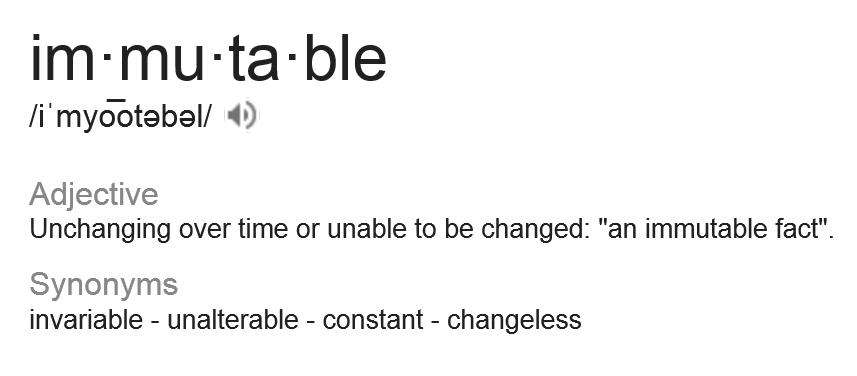 im·mu·ta·ble
/iˈmyo͞otəbəl/
Adjective
Unchanging over time or unable to be changed: "an immutable fact".
Synonyms
invariable - unalterable - constant - changeless